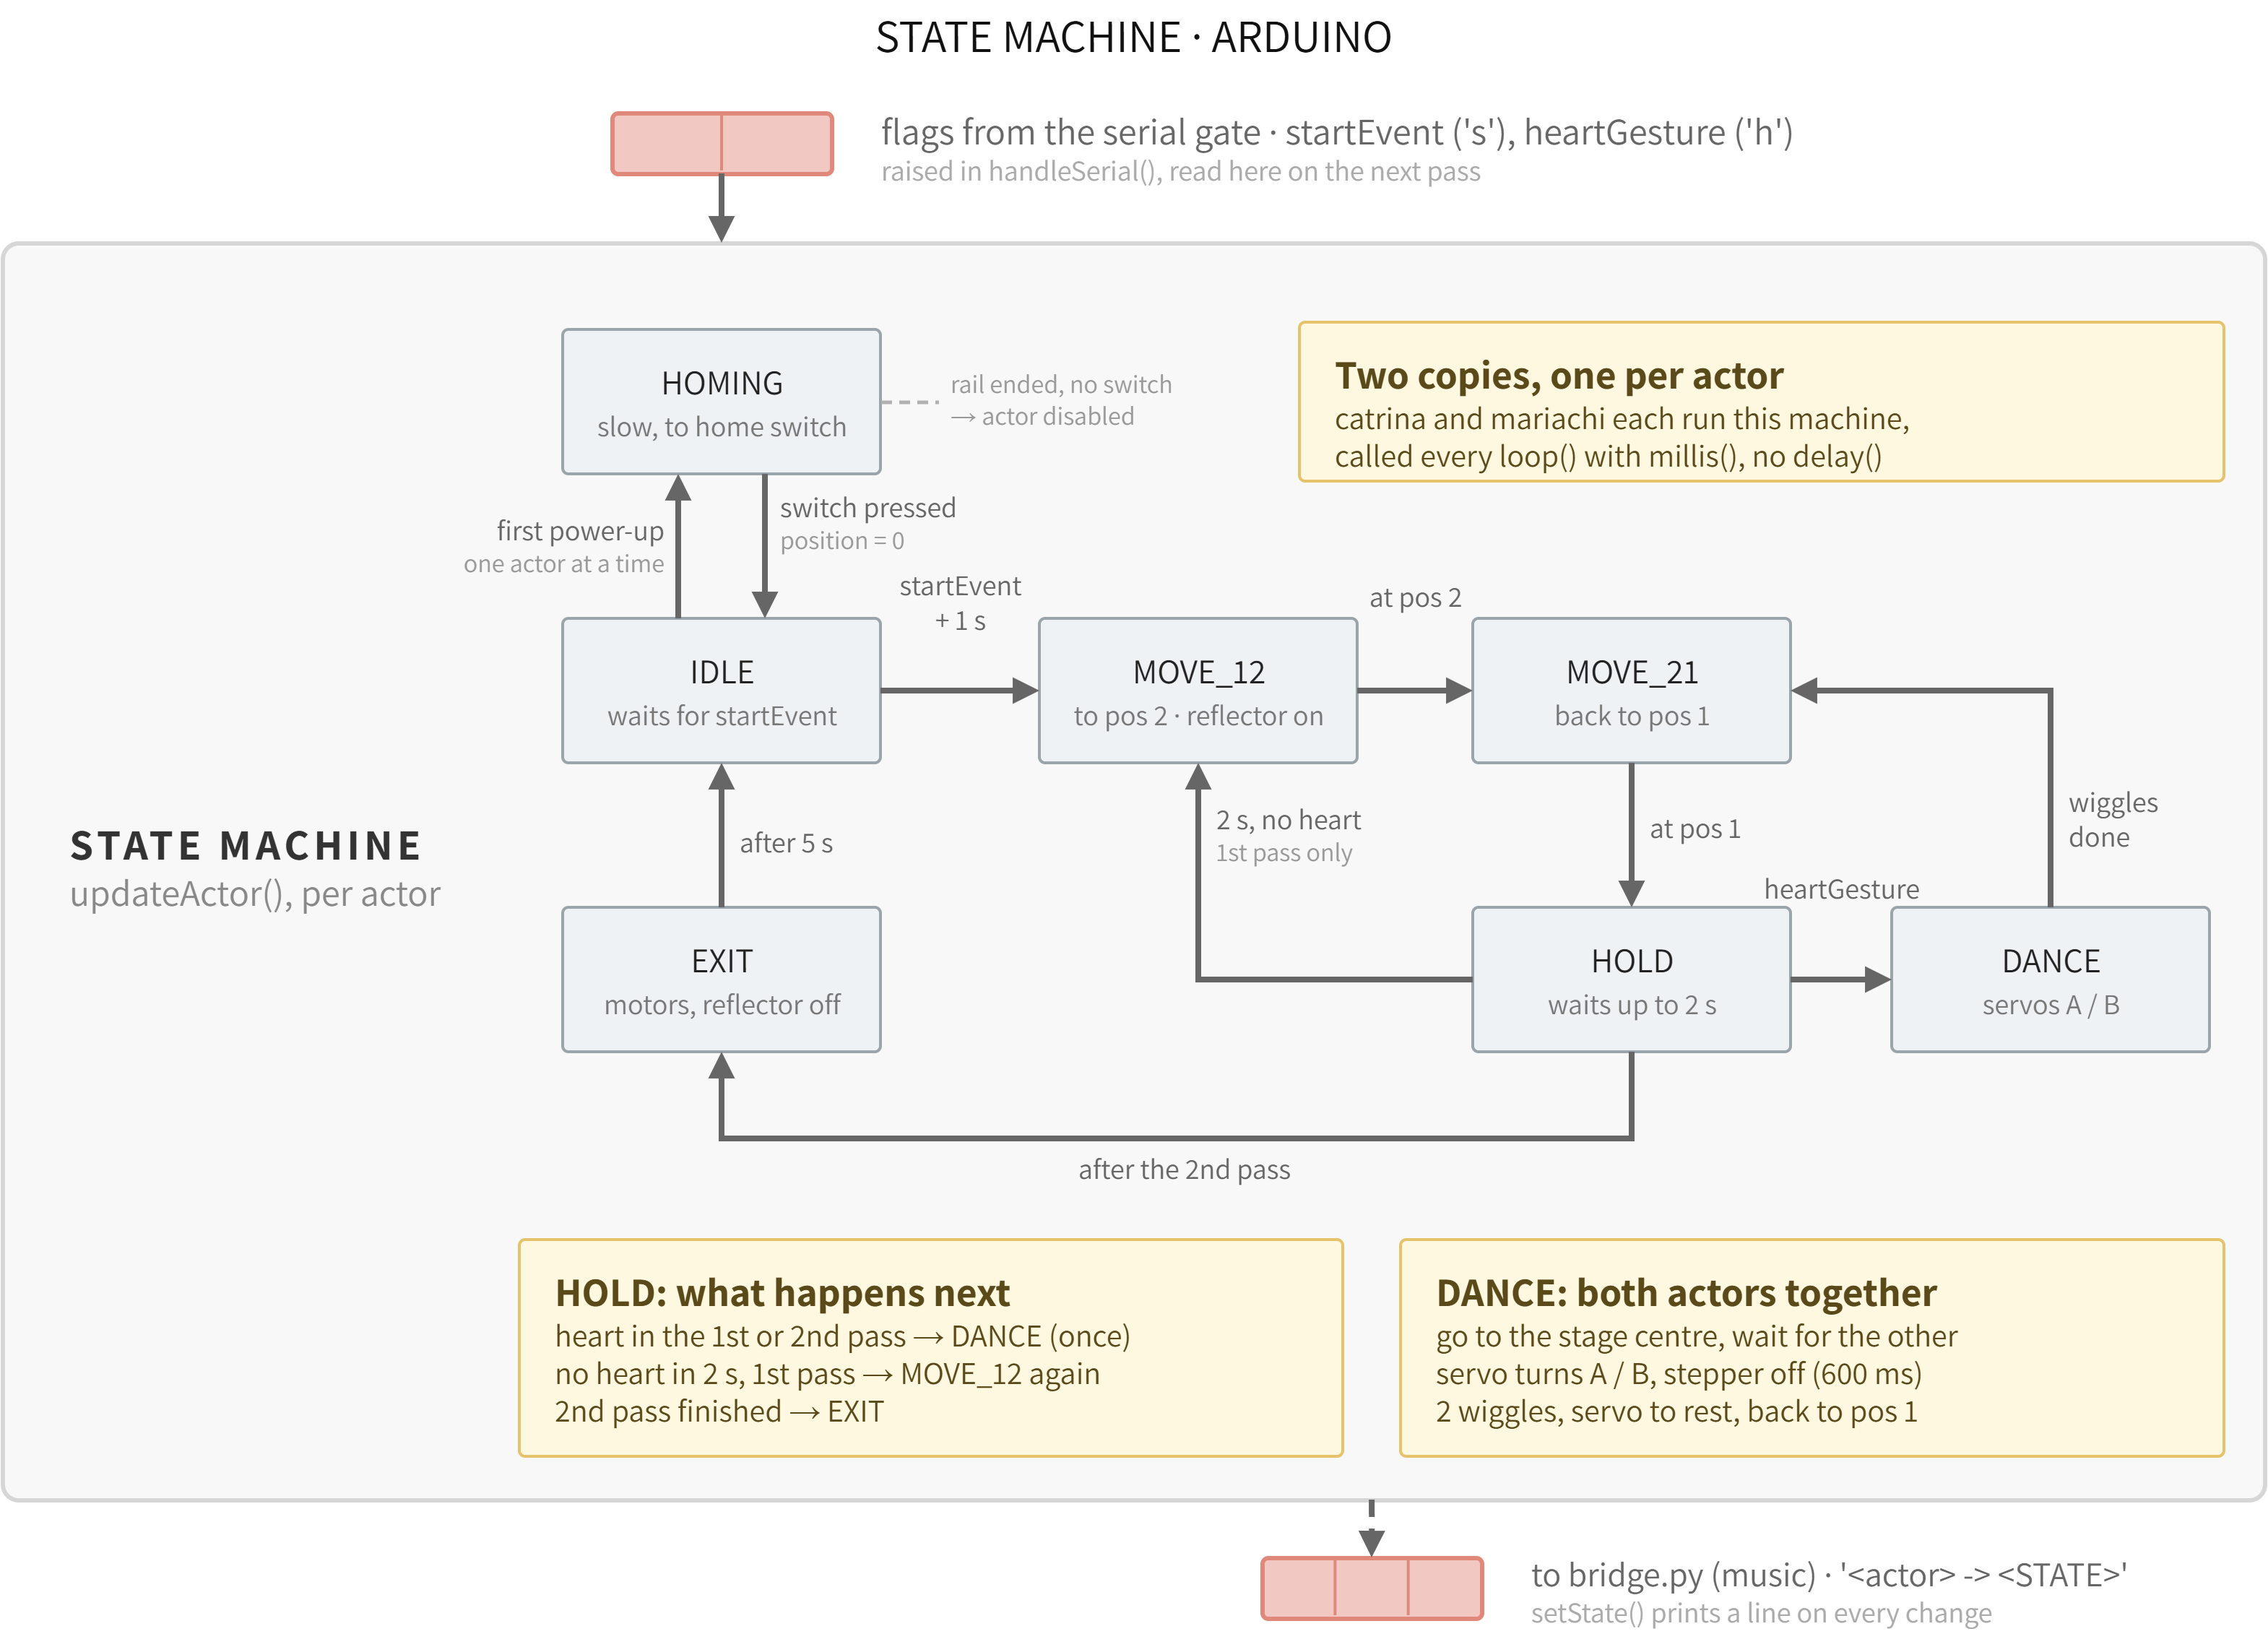 STATE MACHINE · ARDUINO
flags from the serial gate · startEvent ('s'), heartGesture ('h')
raised in handleSerial(), read here on the next pass
HOMING
slow, to home switch
rail ended, no switch
→ actor disabled
Two copies, one per actor
catrina and mariachi each run this machine,
called every loop() with millis(), no delay()
first power-up
one actor at a time
switch pressed
position = 0
startEvent
+ 1 s
at pos 2
IDLE
waits for startEvent
MOVE_12
to pos 2 · reflector on
MOVE_21
back to pos 1
STATE MACHINE
updateActor(), per actor
after 5 s
2 s, no heart
1st pass only
at pos 1
wiggles
done
heartGesture
EXIT
motors, reflector off
HOLD
waits up to 2 s
DANCE
servos A / B
after the 2nd pass
HOLD: what happens next
heart in the 1st or 2nd pass → DANCE (once)
no heart in 2 s, 1st pass → MOVE_12 again
2nd pass finished → EXIT
DANCE: both actors together
go to the stage centre, wait for the other
servo turns A / B, stepper off (600 ms)
2 wiggles, servo to rest, back to pos 1
to bridge.py (music) · '<actor> -> <STATE>'
setState() prints a line on every change